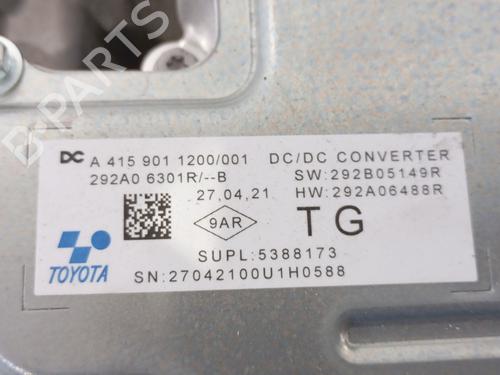 B-PARTS
DC A 415 901 1200/001 DC/DC CONVERTER
292A0 6301R/--B SW:292B05149R
27,04,21 HW:292A06488R
9AR TG
SUPL:5388173
TOYOTA
SN:27042100U1H0588